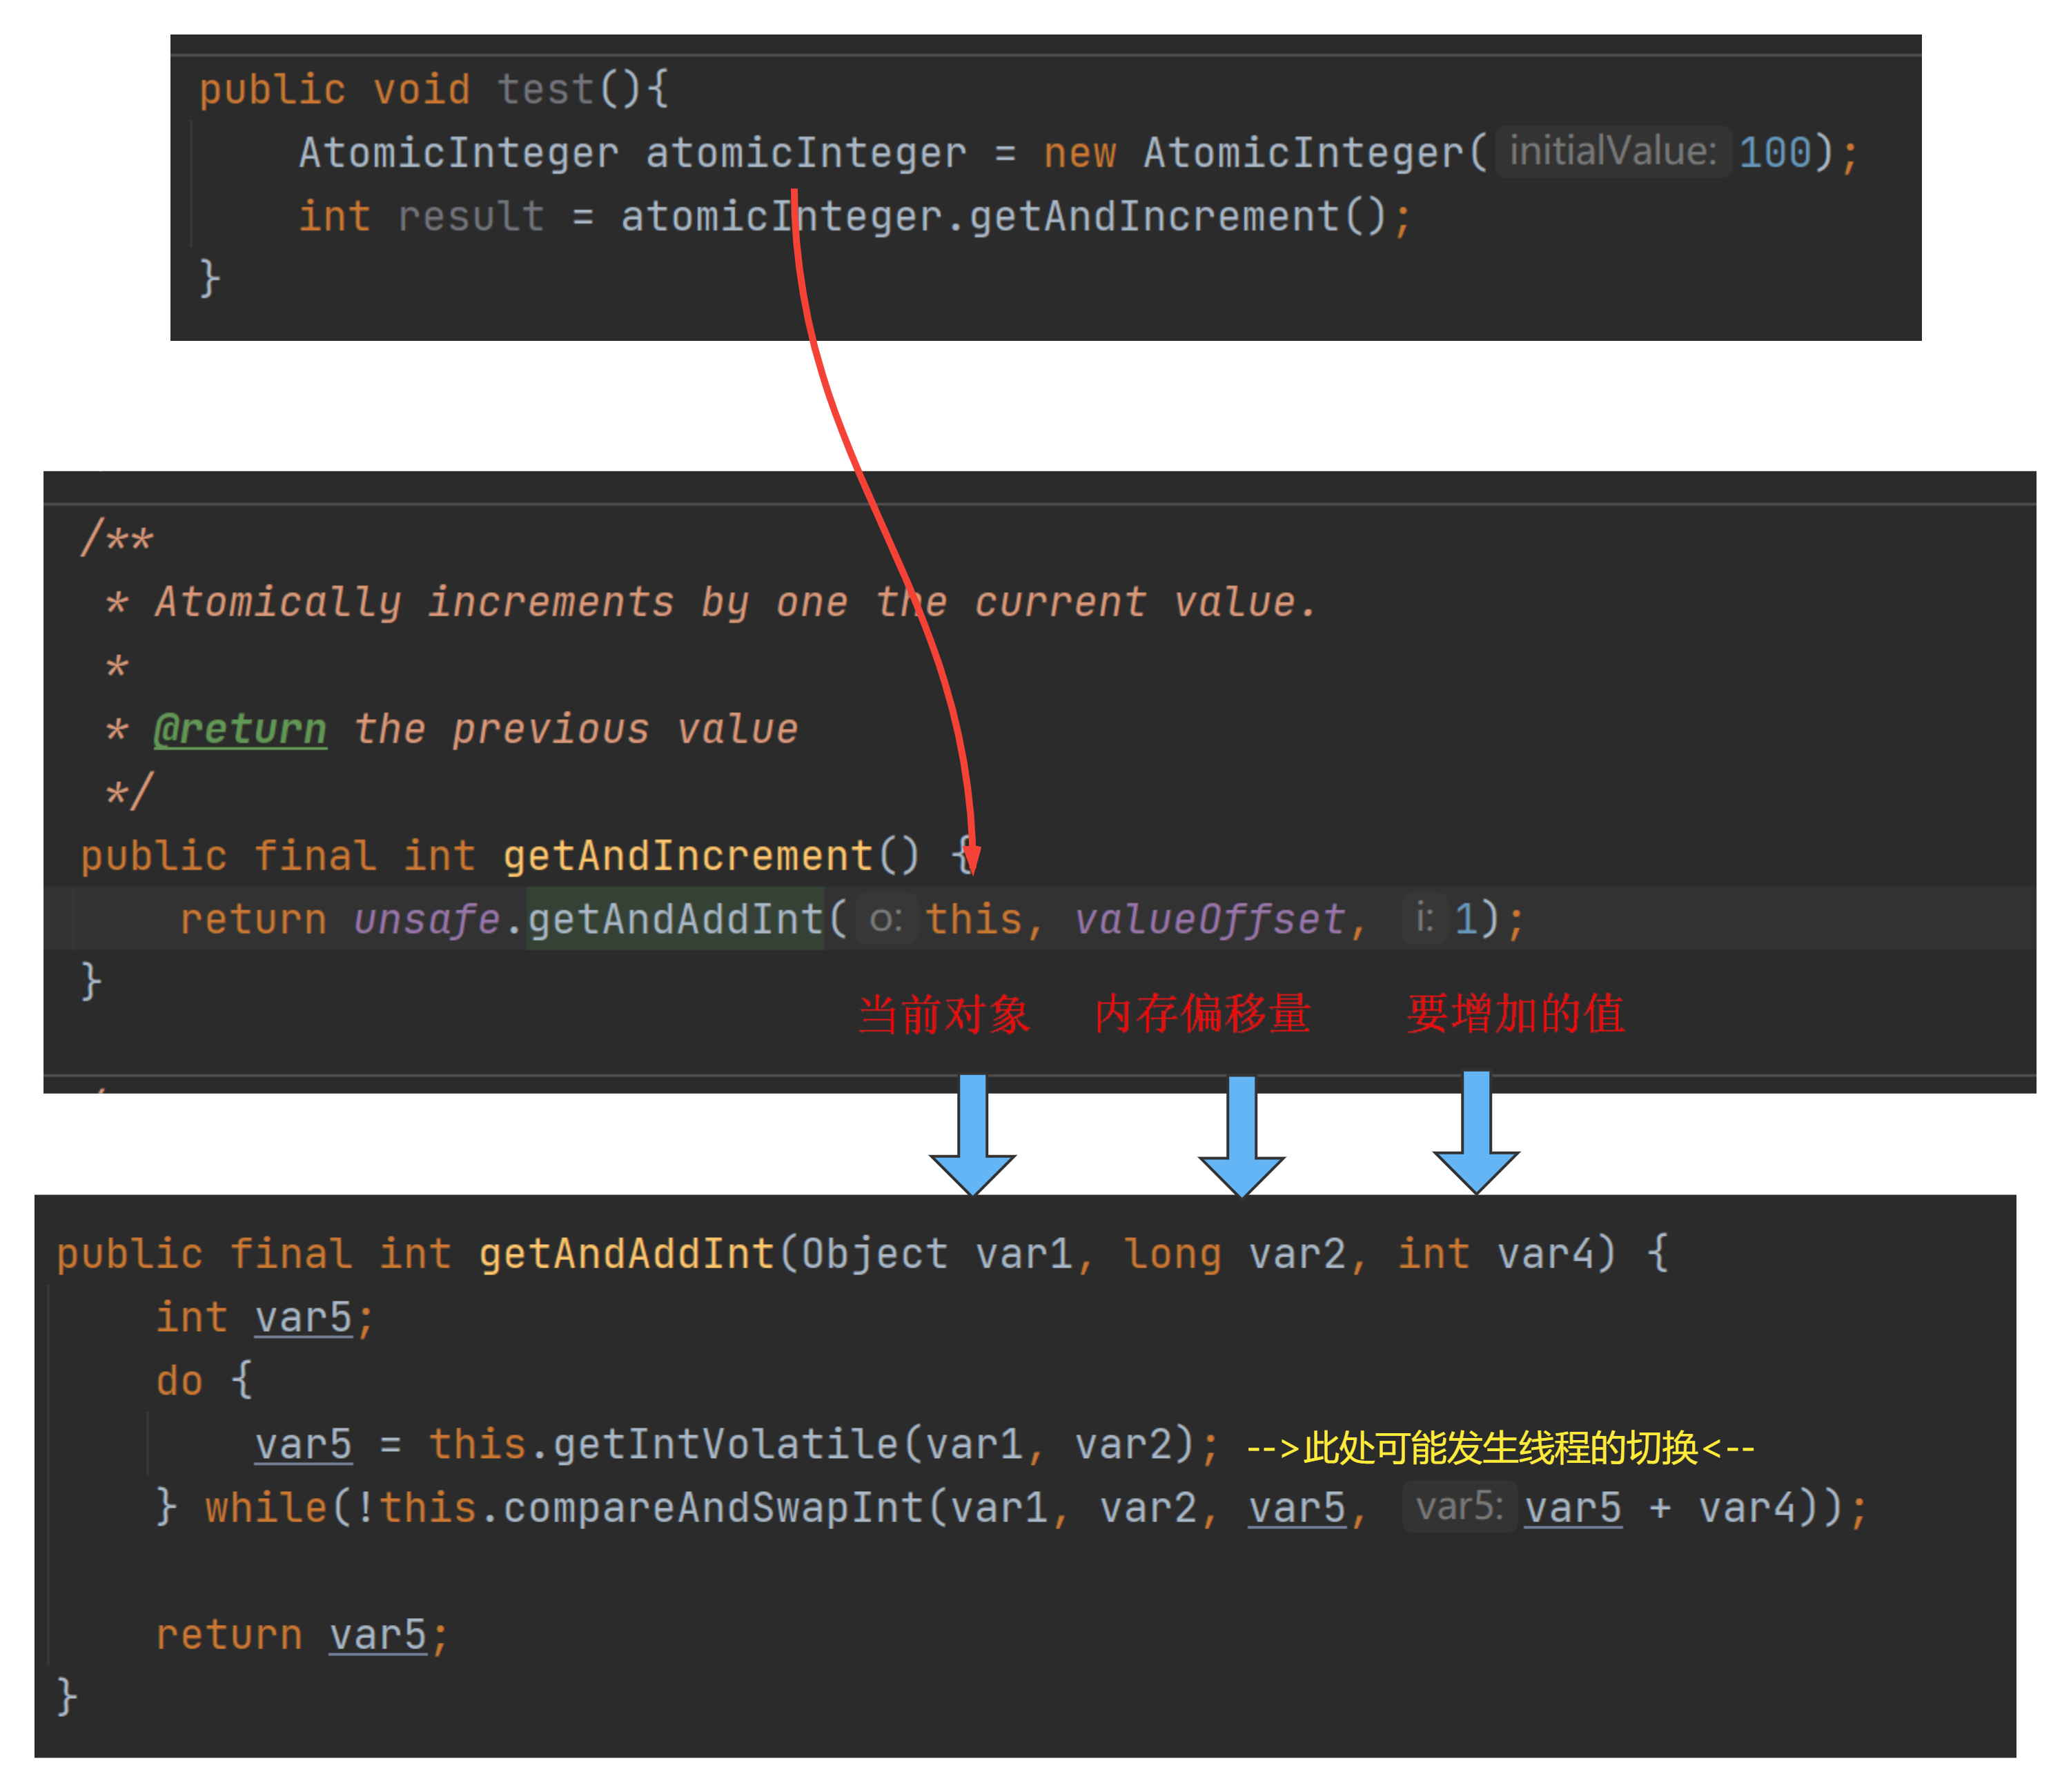 public void test(){
AtomicInteger atomicInteger = new AtomicInteger( initialValue: 100);
int result = atomicInteger.getAndIncrement();
}
/**
* Atomically increments by one the current value.
*
* @return the previous value
*/
public final int getAndIncrement() {
return unsafe.getAndAddInt( o: this, valueOffset, i: 1);
}
当前对象 内存偏移量 要增加的值
public final int getAndAddInt(Object var1, long var2, int var4) {
int var5;
do {
var5 = this.getIntVolatile(var1, var2); -->此处可能发生线程的切换<--
} while(!this.compareAndSwapInt(var1, var2, var5, var5: var5 + var4));
return var5;
}